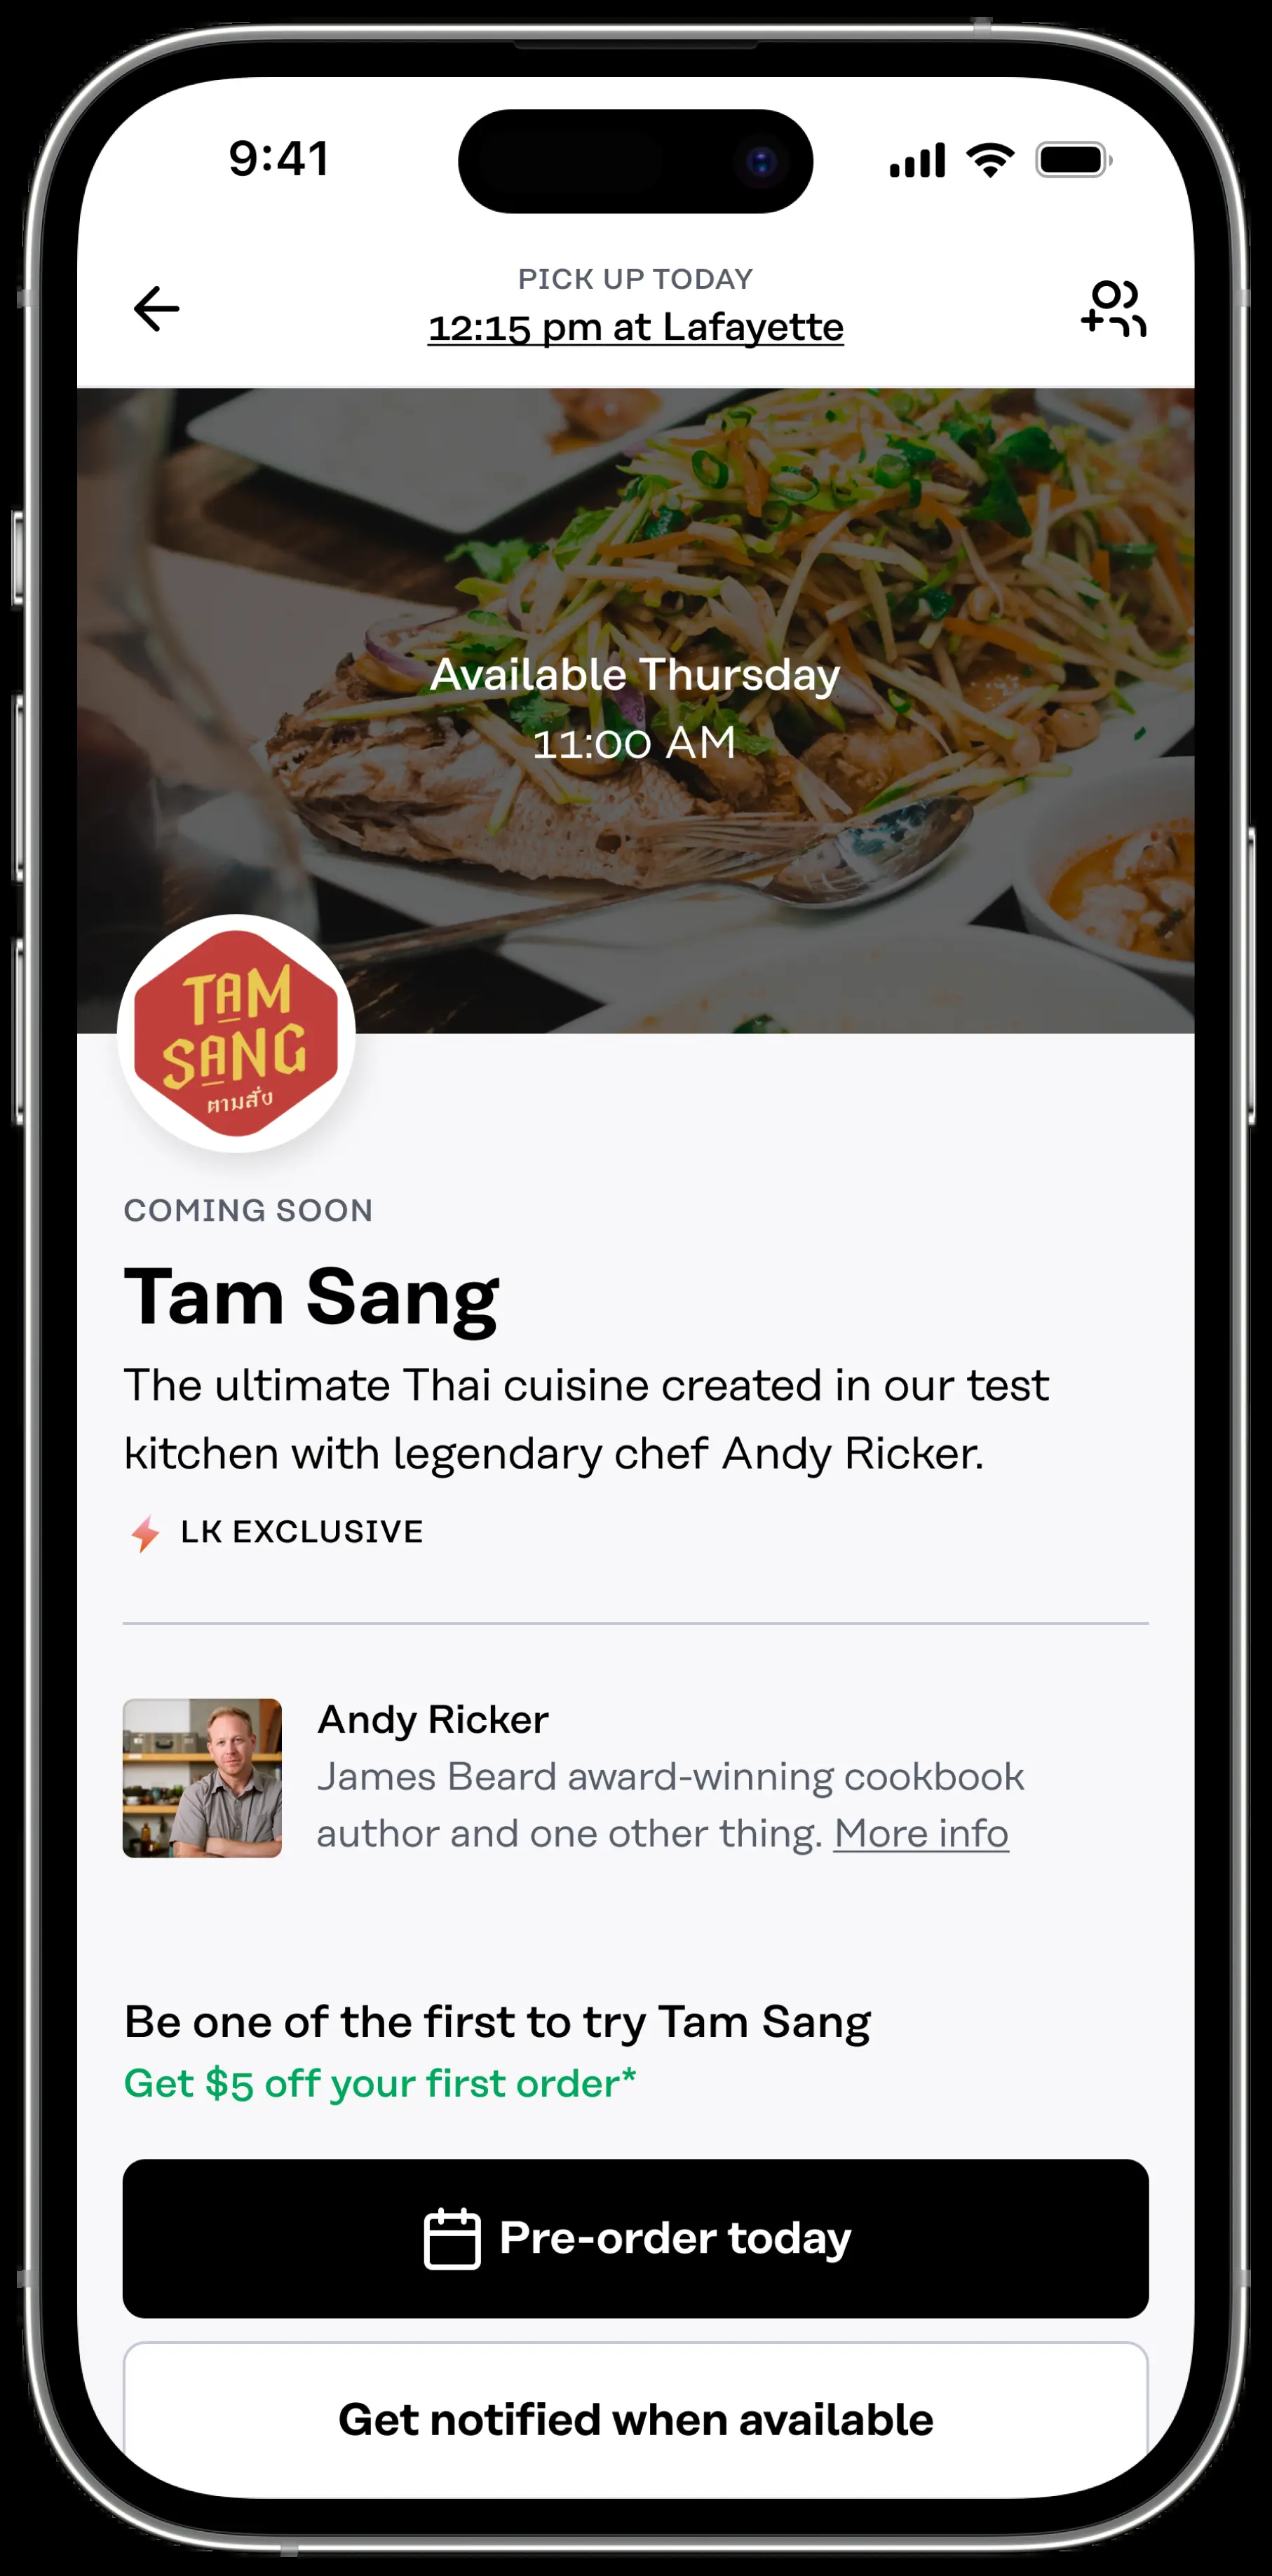 9:41
PICK UP TODAY
12:15 pm at Lafayette
Available Thursday
11:00 AM
TAM
SANG
ตามสั่ง
COMING SOON
Tam Sang
The ultimate Thai cuisine created in our test
kitchen with legendary chef Andy Ricker.
LK EXCLUSIVE
Andy Ricker
James Beard award-winning cookbook
author and one other thing. More info
Be one of the first to try Tam Sang
Get $5 off your first order*
Pre-order today
Get notified when available